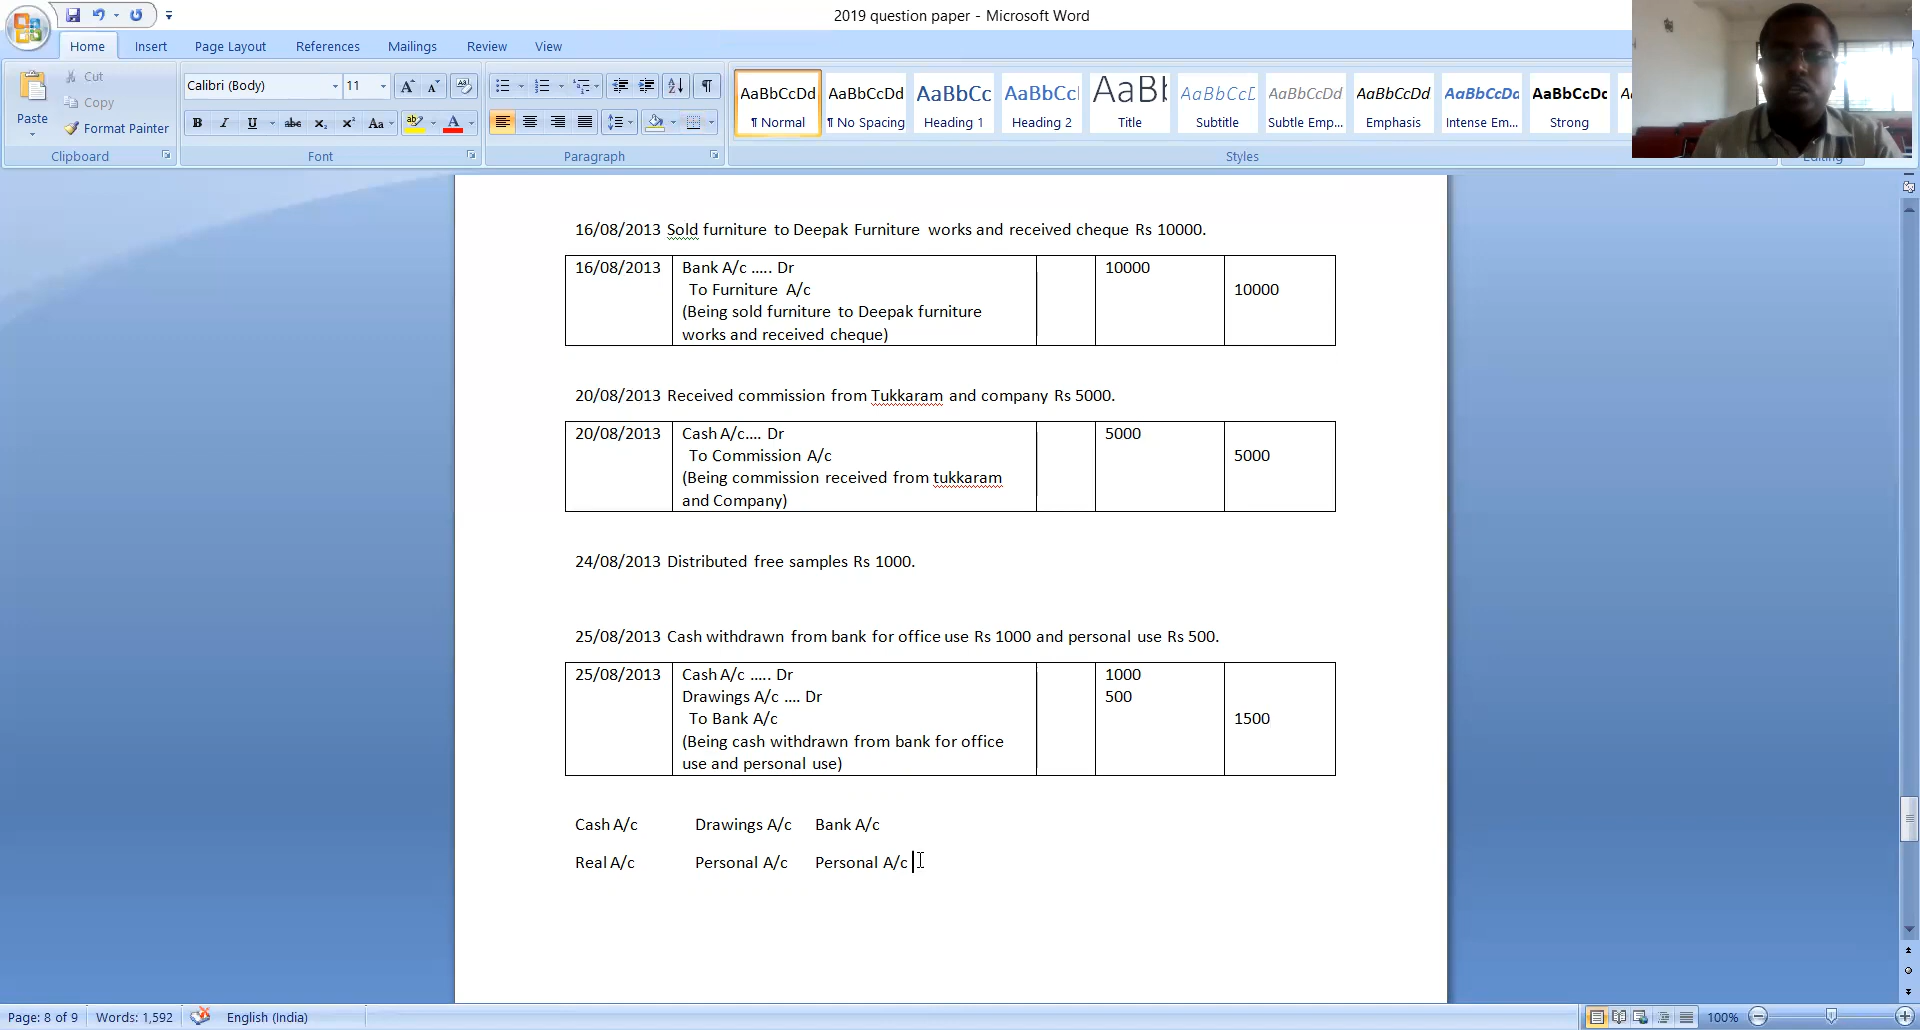 2019 question paper - Microsoft Word
Home Insert Page Layout References Mailings Review View
Paste
Cut
Copy
Format Painter
Clipboard
Calibri (Body) 11
B I U abc x₂ x² Aa
Font
Paragraph
AaBbCcDd AaBbCcDd AaBbCc AaBbCc AaB AaBbCcD AaBbCcDd AaBbCcDd AaBbCcDd AaBbCcDc
¶ Normal ¶ No Spacing Heading 1 Heading 2 Title Subtitle Subtle Emp... Emphasis Intense Em... Strong
Styles
Editing
16/08/2013 Sold furniture to Deepak Furniture works and received cheque Rs 10000.
16/08/2013 Bank A/c ..... Dr 10000
To Furniture A/c 10000
(Being sold furniture to Deepak furniture
works and received cheque)
20/08/2013 Received commission from Tukkaram and company Rs 5000.
20/08/2013 Cash A/c.... Dr 5000
To Commission A/c 5000
(Being commission received from tukkaram
and Company)
24/08/2013 Distributed free samples Rs 1000.
25/08/2013 Cash withdrawn from bank for office use Rs 1000 and personal use Rs 500.
25/08/2013 Cash A/c ..... Dr 1000
Drawings A/c .... Dr 500
To Bank A/c 1500
(Being cash withdrawn from bank for office
use and personal use)
Cash A/c Drawings A/c Bank A/c
Real A/c Personal A/c Personal A/c
Page: 8 of 9 Words: 1,592 English (India) 100%